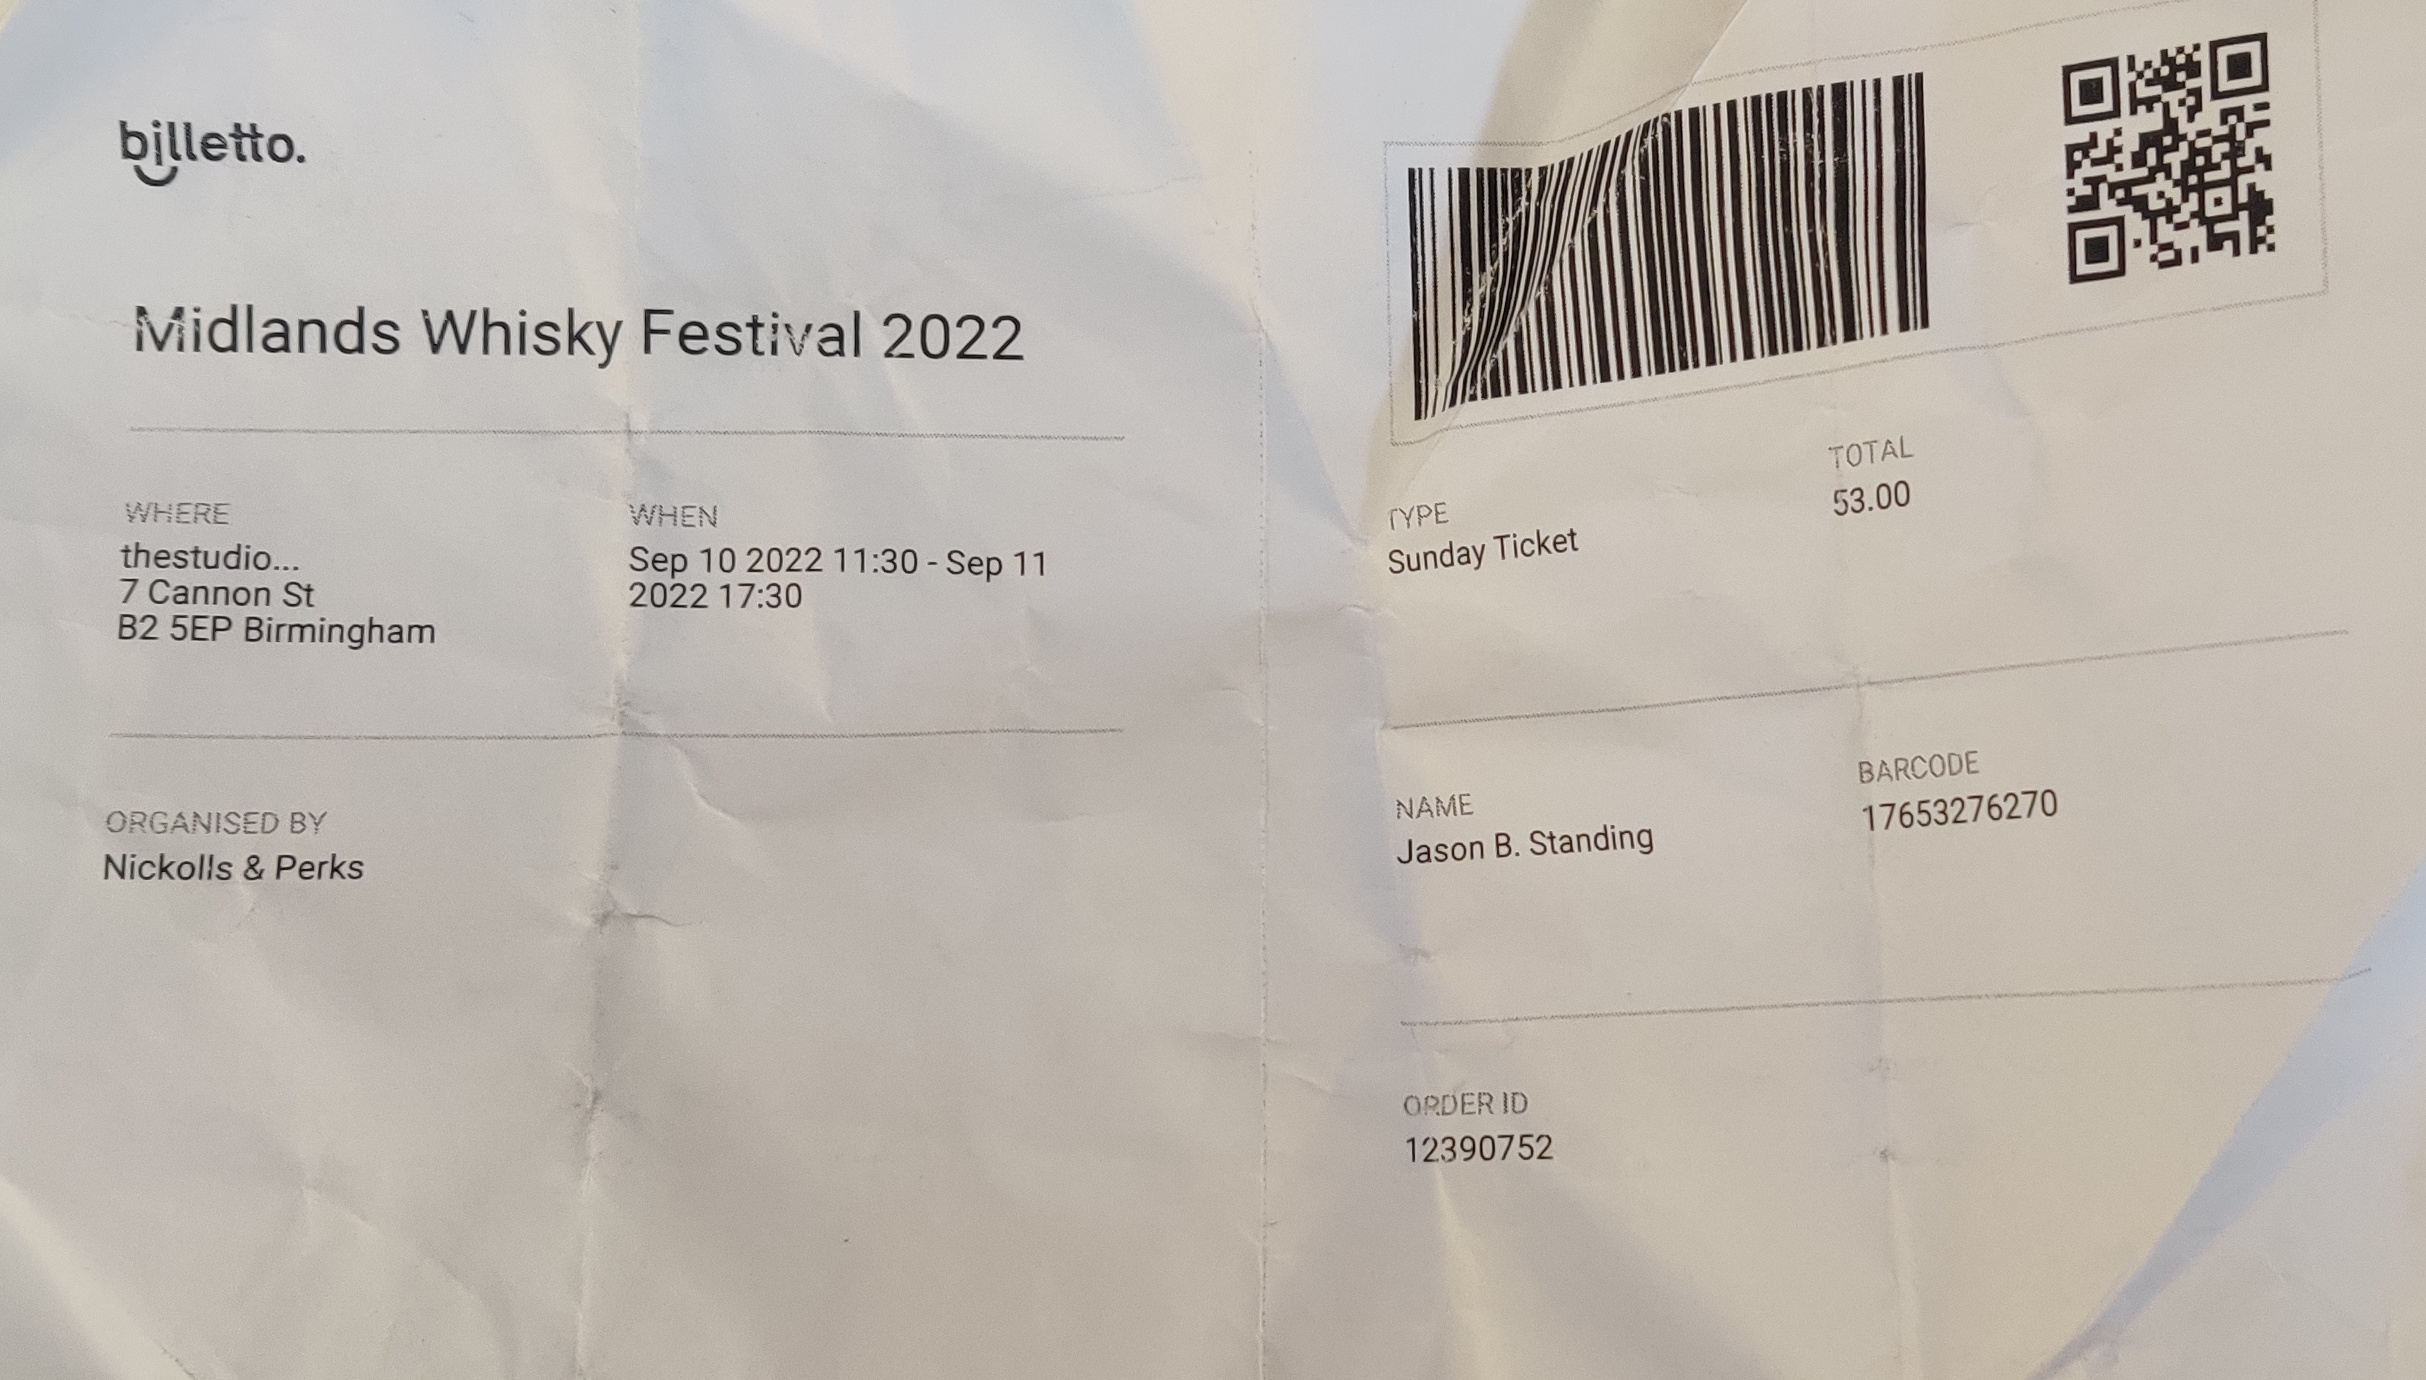 billetto.
Midlands Whisky Festival 2022
WHERE
thestudio...
7 Cannon St
B2 5EP Birmingham
WHEN
Sep 10 2022 11:30 - Sep 11
2022 17:30
ORGANISED BY
Nickolls & Perks
TYPE
Sunday Ticket
TOTAL
53.00
NAME
Jason B. Standing
BARCODE
17653276270
ORDER ID
12390752